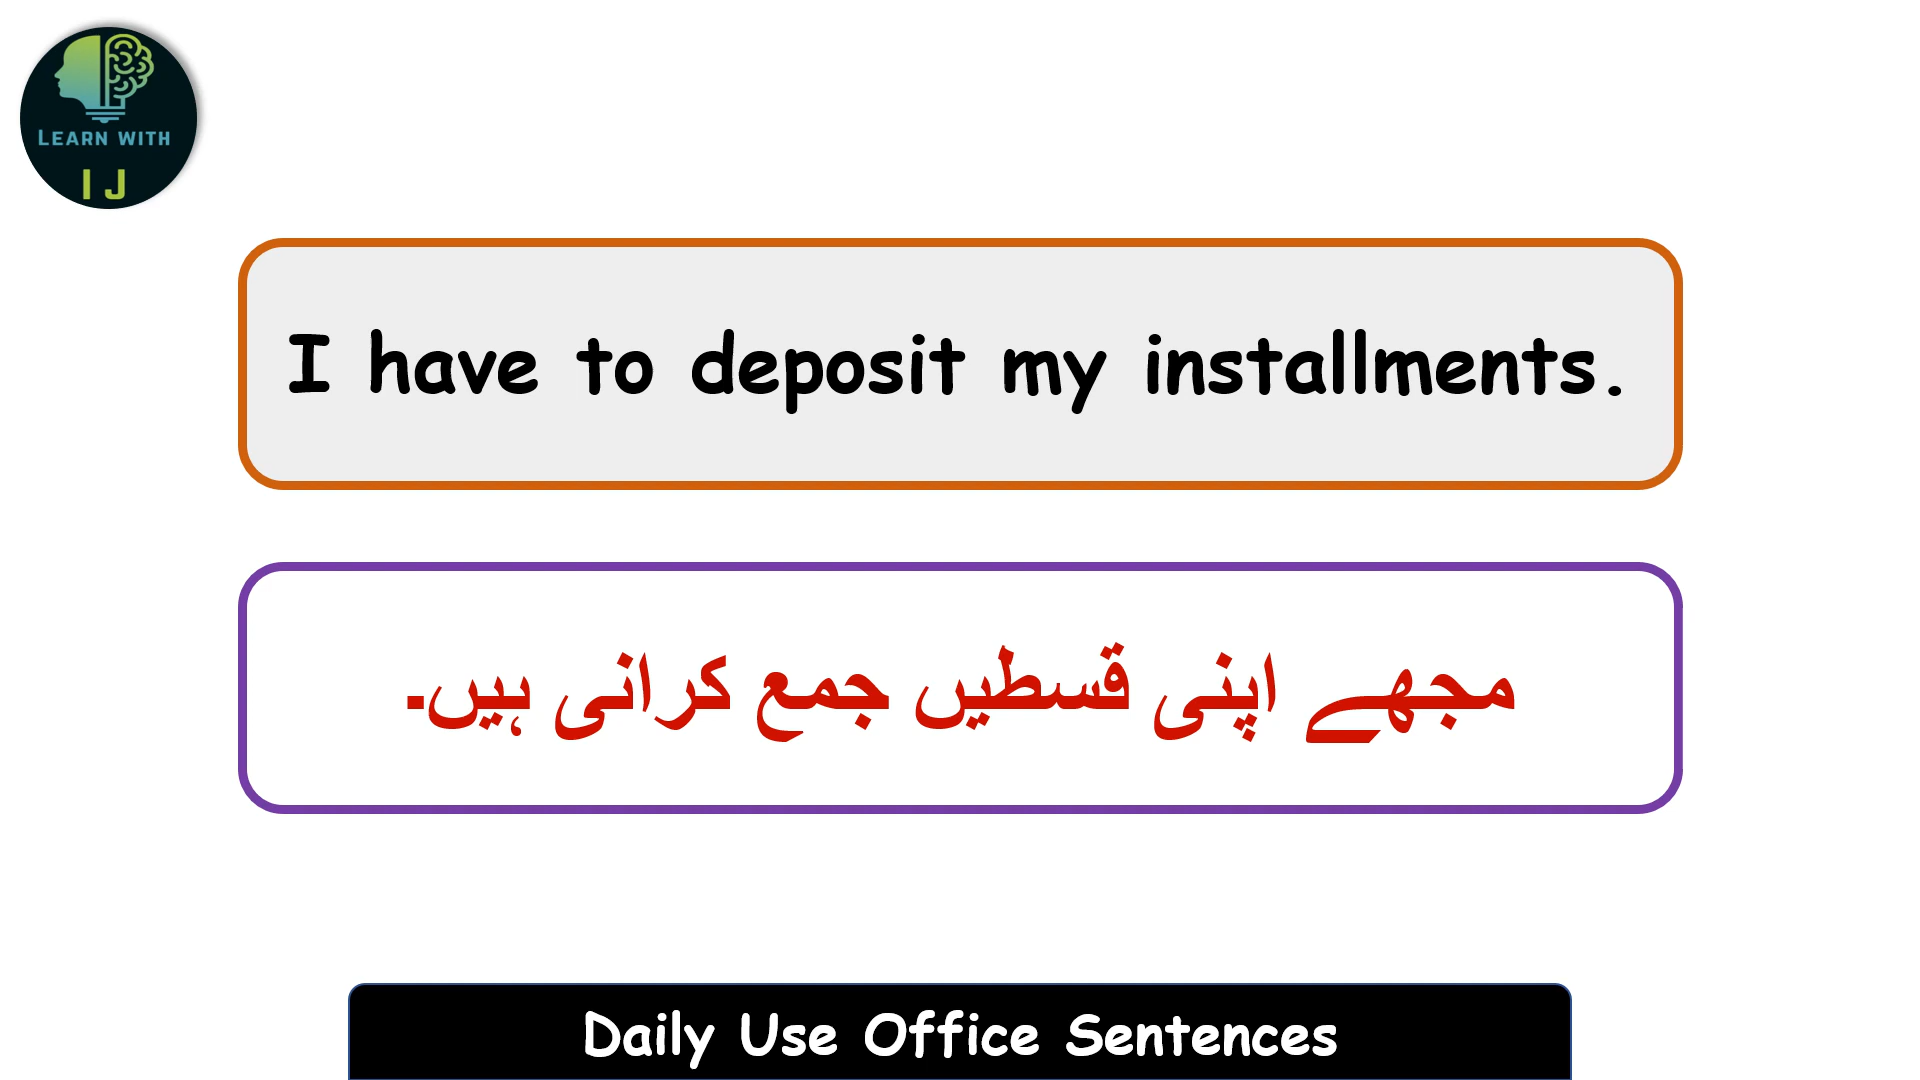 LEARN WITH
I J
I have to deposit my installments.
مجھے اپنی قسطیں جمع کرانی ہیں۔
Daily Use Office Sentences